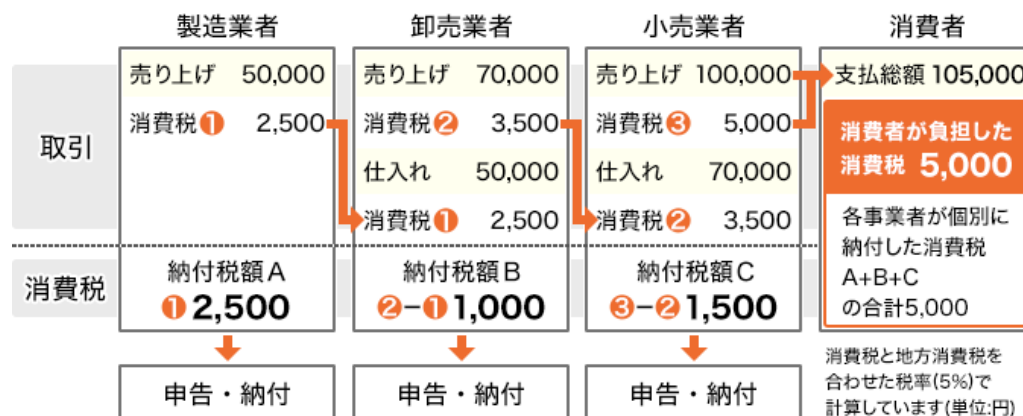 製造業者 卸売業者 小売業者 消費者
取引
売り上げ 50,000
消費税❶ 2,500
売り上げ 70,000
消費税❷ 3,500
仕入れ 50,000
消費税❶ 2,500
売り上げ 100,000
消費税❸ 5,000
仕入れ 70,000
消費税❷ 3,500
支払総額 105,000
消費者が負担した
消費税 5,000
各事業者が個別に
納付した消費税
A+B+C
の合計5,000
消費税
納付税額A
❶2,500
納付税額B
❷−❶1,000
納付税額C
❸−❷1,500
申告・納付
申告・納付
申告・納付
消費税と地方消費税を
合わせた税率(5%)で
計算しています(単位:円)